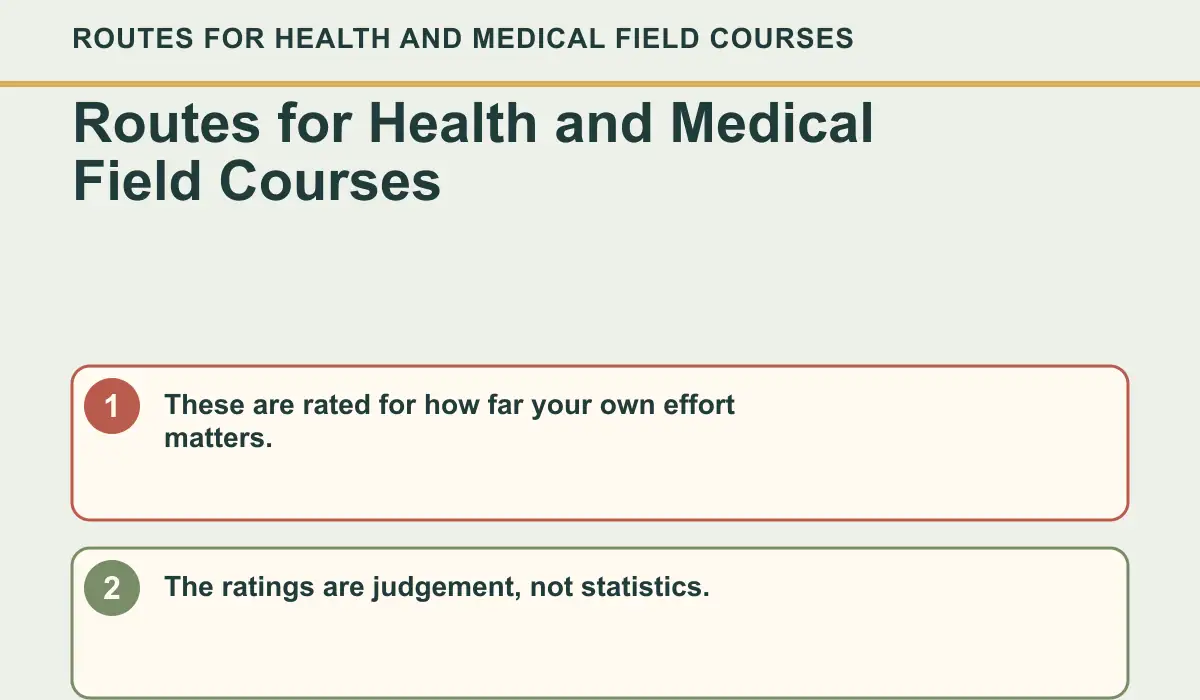 ROUTES FOR HEALTH AND MEDICAL FIELD COURSES
Routes for Health and Medical
Field Courses
1
These are rated for how far your own effort
matters.
2
The ratings are judgement, not statistics.